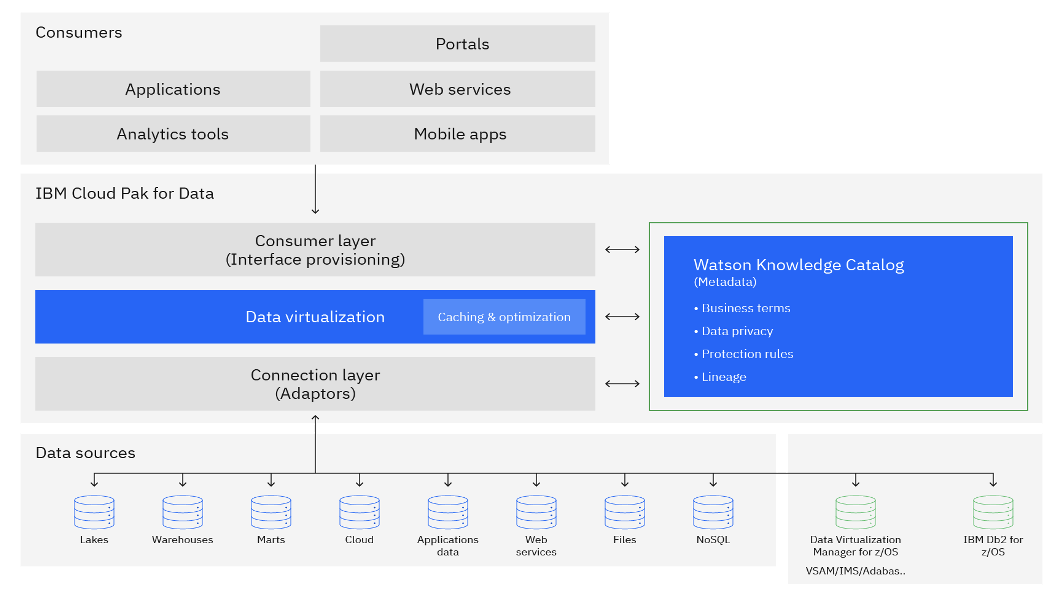 Consumers
Portals
Applications
Web services
Analytics tools
Mobile apps
IBM Cloud Pak for Data
Consumer layer
(Interface provisioning)
Data virtualization
Caching & optimization
Connection layer
(Adaptors)
Watson Knowledge Catalog
(Metadata)
• Business terms
• Data privacy
• Protection rules
• Lineage
Data sources
Lakes
Warehouses
Marts
Cloud
Applications
data
Web
services
Files
NoSQL
Data Virtualization
Manager for z/OS
VSAM/IMS/Adabas..
IBM Db2 for
z/OS